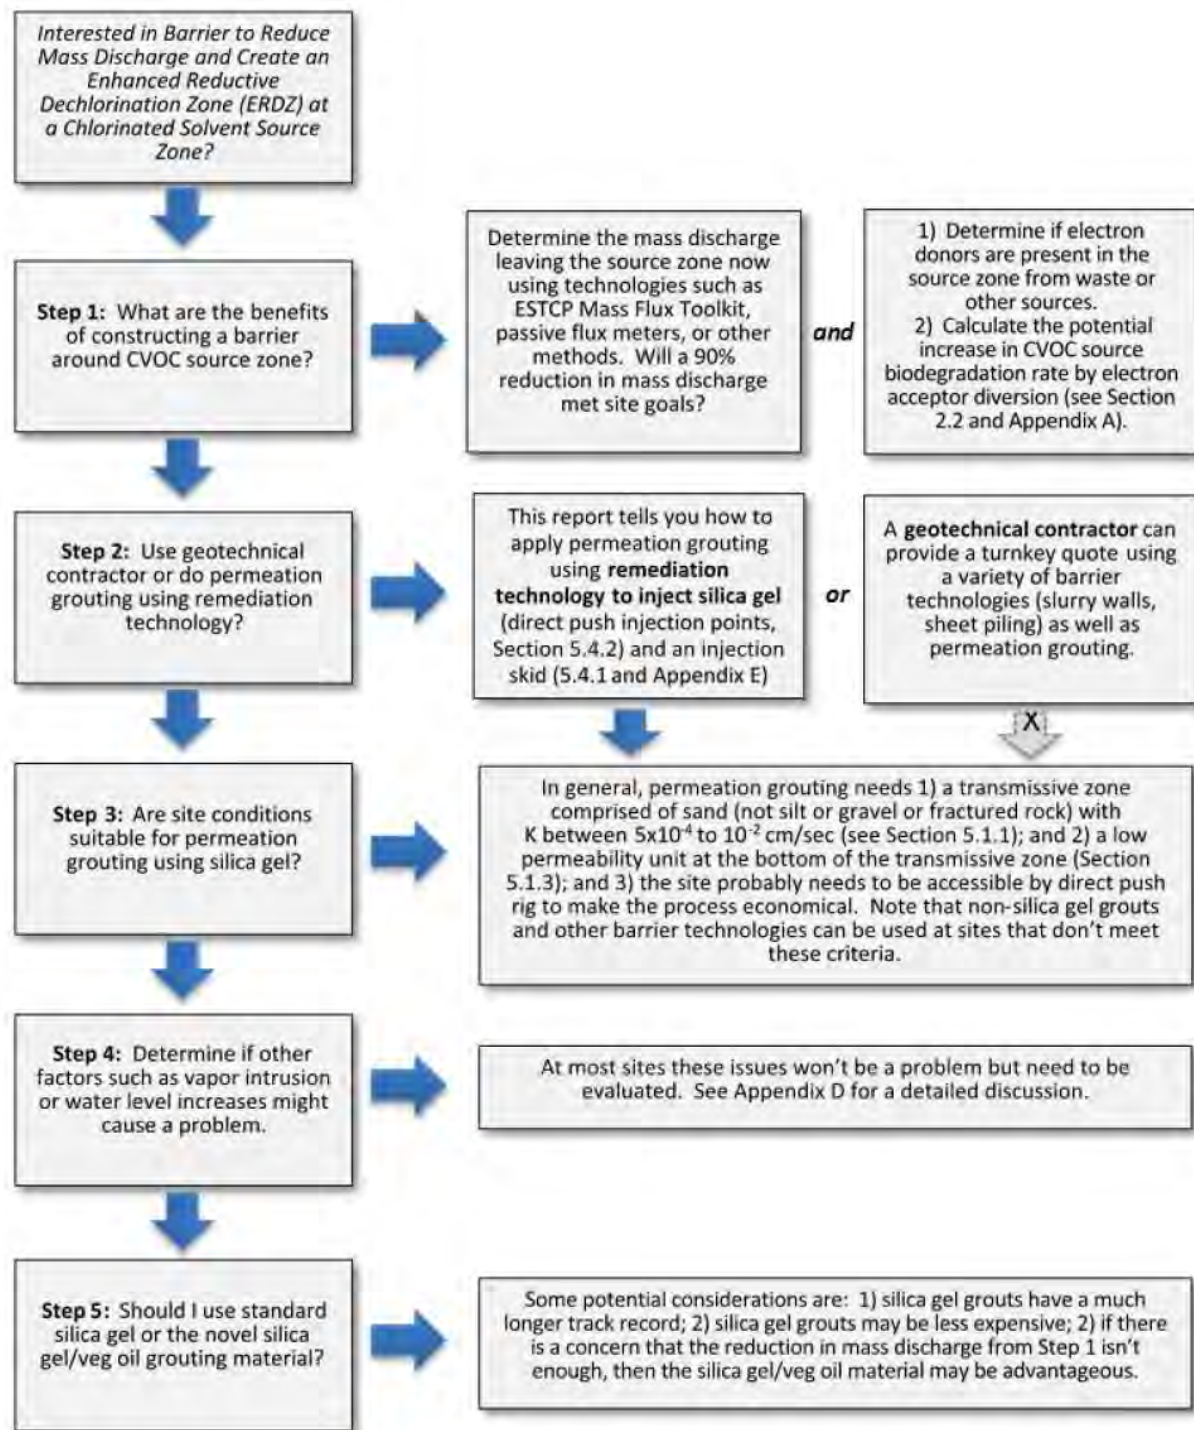 Interested in Barrier to Reduce
Mass Discharge and Create an
Enhanced Reductive
Dechlorination Zone (ERDZ) at
a Chlorinated Solvent Source
Zone?
Step 1: What are the benefits
of constructing a barrier
around CVOC source zone?
Determine the mass discharge
leaving the source zone now
using technologies such as
ESTCP Mass Flux Toolkit,
passive flux meters, or other
methods. Will a 90%
reduction in mass discharge
met site goals?
and
1) Determine if electron
donors are present in the
source zone from waste or
other sources.
2) Calculate the potential
increase in CVOC source
biodegradation rate by electron
acceptor diversion (see Section
2.2 and Appendix A).
Step 2: Use geotechnical
contractor or do permeation
grouting using remediation
technology?
This report tells you how to
apply permeation grouting
using remediation
technology to inject silica gel
(direct push injection points,
Section 5.4.2) and an injection
skid (5.4.1 and Appendix E)
or
A geotechnical contractor can
provide a turnkey quote using
a variety of barrier
technologies (slurry walls,
sheet piling) as well as
permeation grouting.
X
Step 3: Are site conditions
suitable for permeation
grouting using silica gel?
In general, permeation grouting needs 1) a transmissive zone
comprised of sand (not silt or gravel or fractured rock) with
K between 5x10⁻⁴ to 10⁻² cm/sec (see Section 5.1.1); and 2) a low
permeability unit at the bottom of the transmissive zone (Section
5.1.3); and 3) the site probably needs to be accessible by direct push
rig to make the process economical. Note that non-silica gel grouts
and other barrier technologies can be used at sites that don't meet
these criteria.
Step 4: Determine if other
factors such as vapor intrusion
or water level increases might
cause a problem.
At most sites these issues won't be a problem but need to be
evaluated. See Appendix D for a detailed discussion.
Step 5: Should I use standard
silica gel or the novel silica
gel/veg oil grouting material?
Some potential considerations are: 1) silica gel grouts have a much
longer track record; 2) silica gel grouts may be less expensive; 2) if there
is a concern that the reduction in mass discharge from Step 1 isn't
enough, then the silica gel/veg oil material may be advantageous.